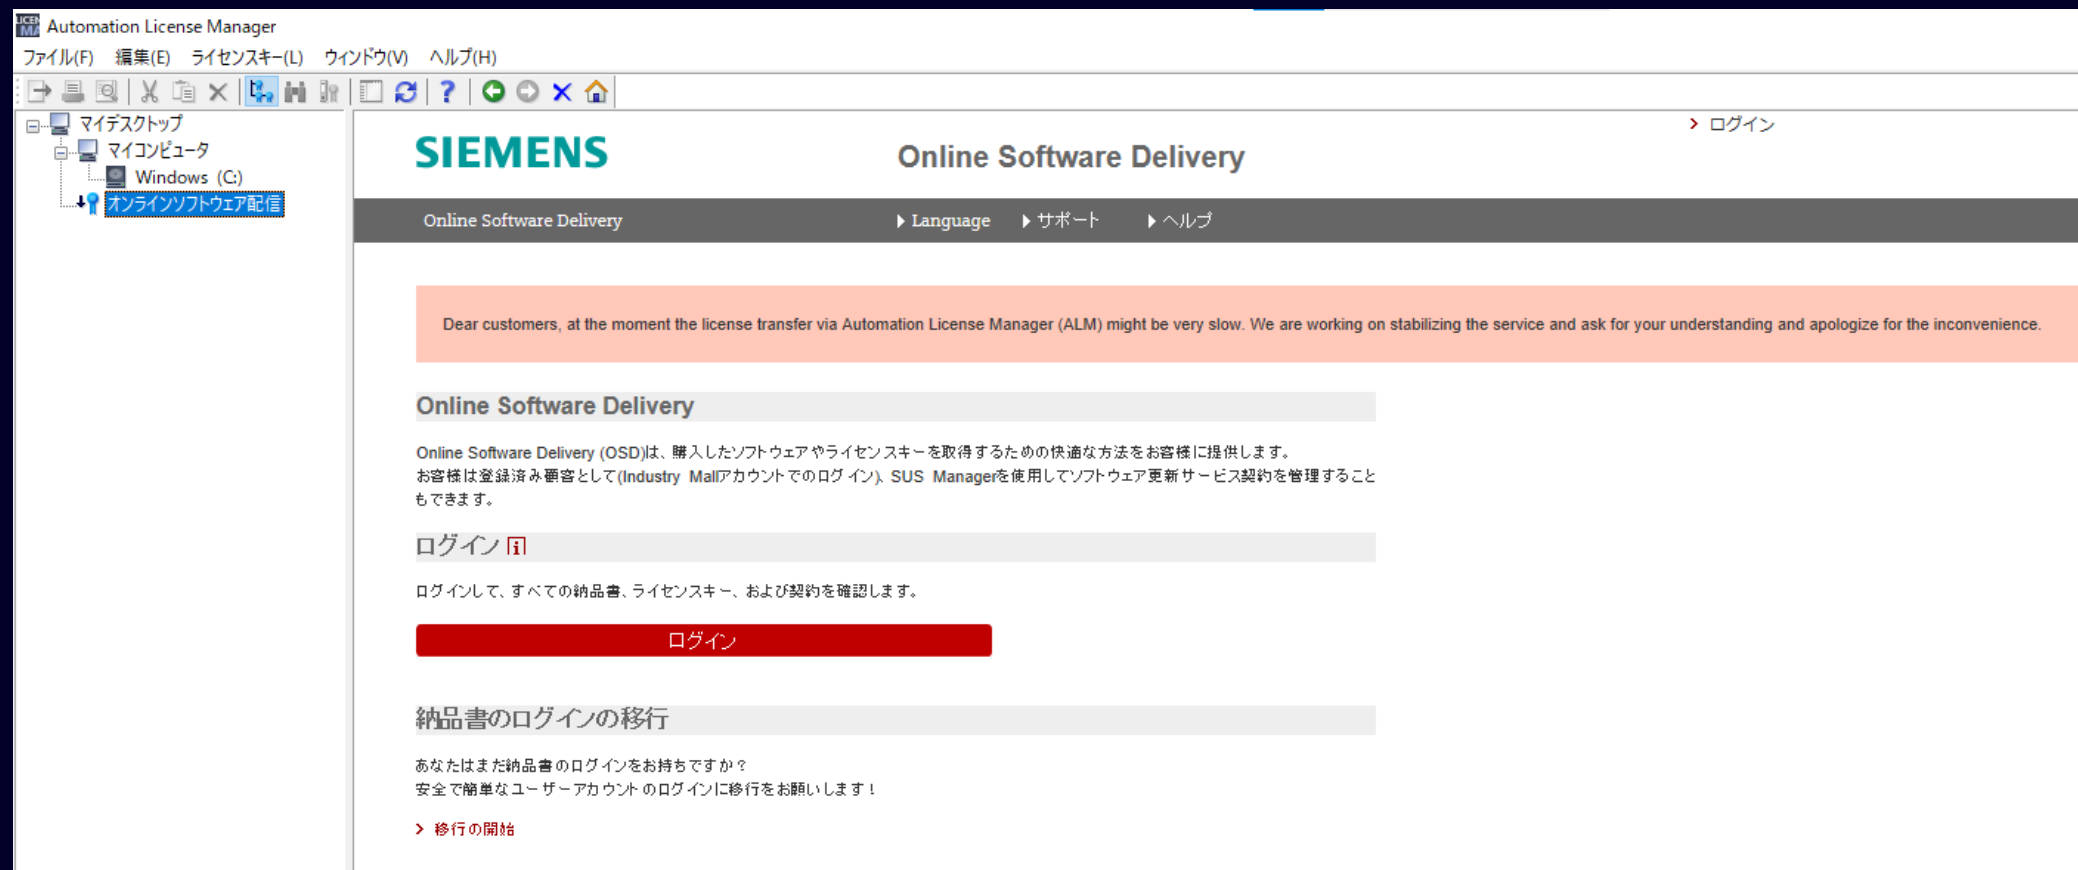 Automation License Manager
ファイル(F) 編集(E) ライセンスキー(L) ウィンドウ(V) ヘルプ(H)
マイデスクトップ
マイコンピュータ
Windows (C:)
オンラインソフトウェア配信
ログイン
SIEMENS
Online Software Delivery
Online Software Delivery
Language サポート ヘルプ
Dear customers, at the moment the license transfer via Automation License Manager (ALM) might be very slow. We are working on stabilizing the service and ask for your understanding and apologize for the inconvenience.
Online Software Delivery
Online Software Delivery (OSD)は、購入したソフトウェアやライセンスキーを取得するための快適な方法をお客様に提供します。
お客様は登録済み顧客として(Industry Mallアカウントでのログイン)、SUS Managerを使用してソフトウェア更新サービス契約を管理すること
もできます。
ログイン i
ログインして、すべての納品書、ライセンスキー、および契約を確認します。
ログイン
納品書のログインの移行
あなたはまだ納品書のログインをお持ちですか？
安全で簡単なユーザーアカウントのログインに移行をお願いします！
移行の開始